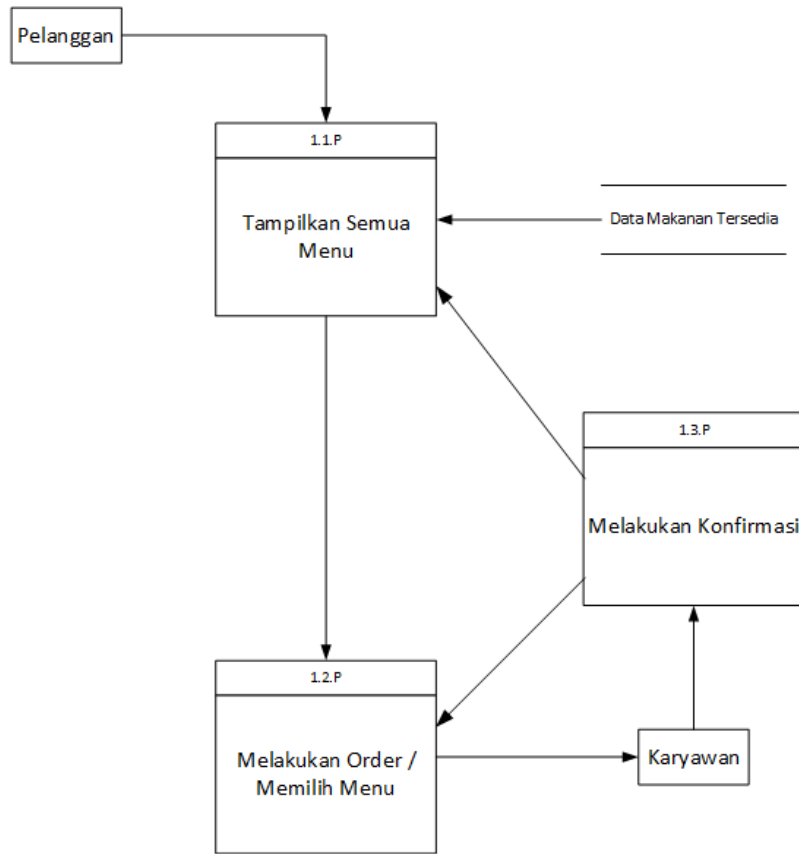 Pelanggan
1.1.P
Tampilkan Semua
Menu
Data Makanan Tersedia
1.3.P
Melakukan Konfirmasi
1.2.P
Melakukan Order /
Memilih Menu
Karyawan